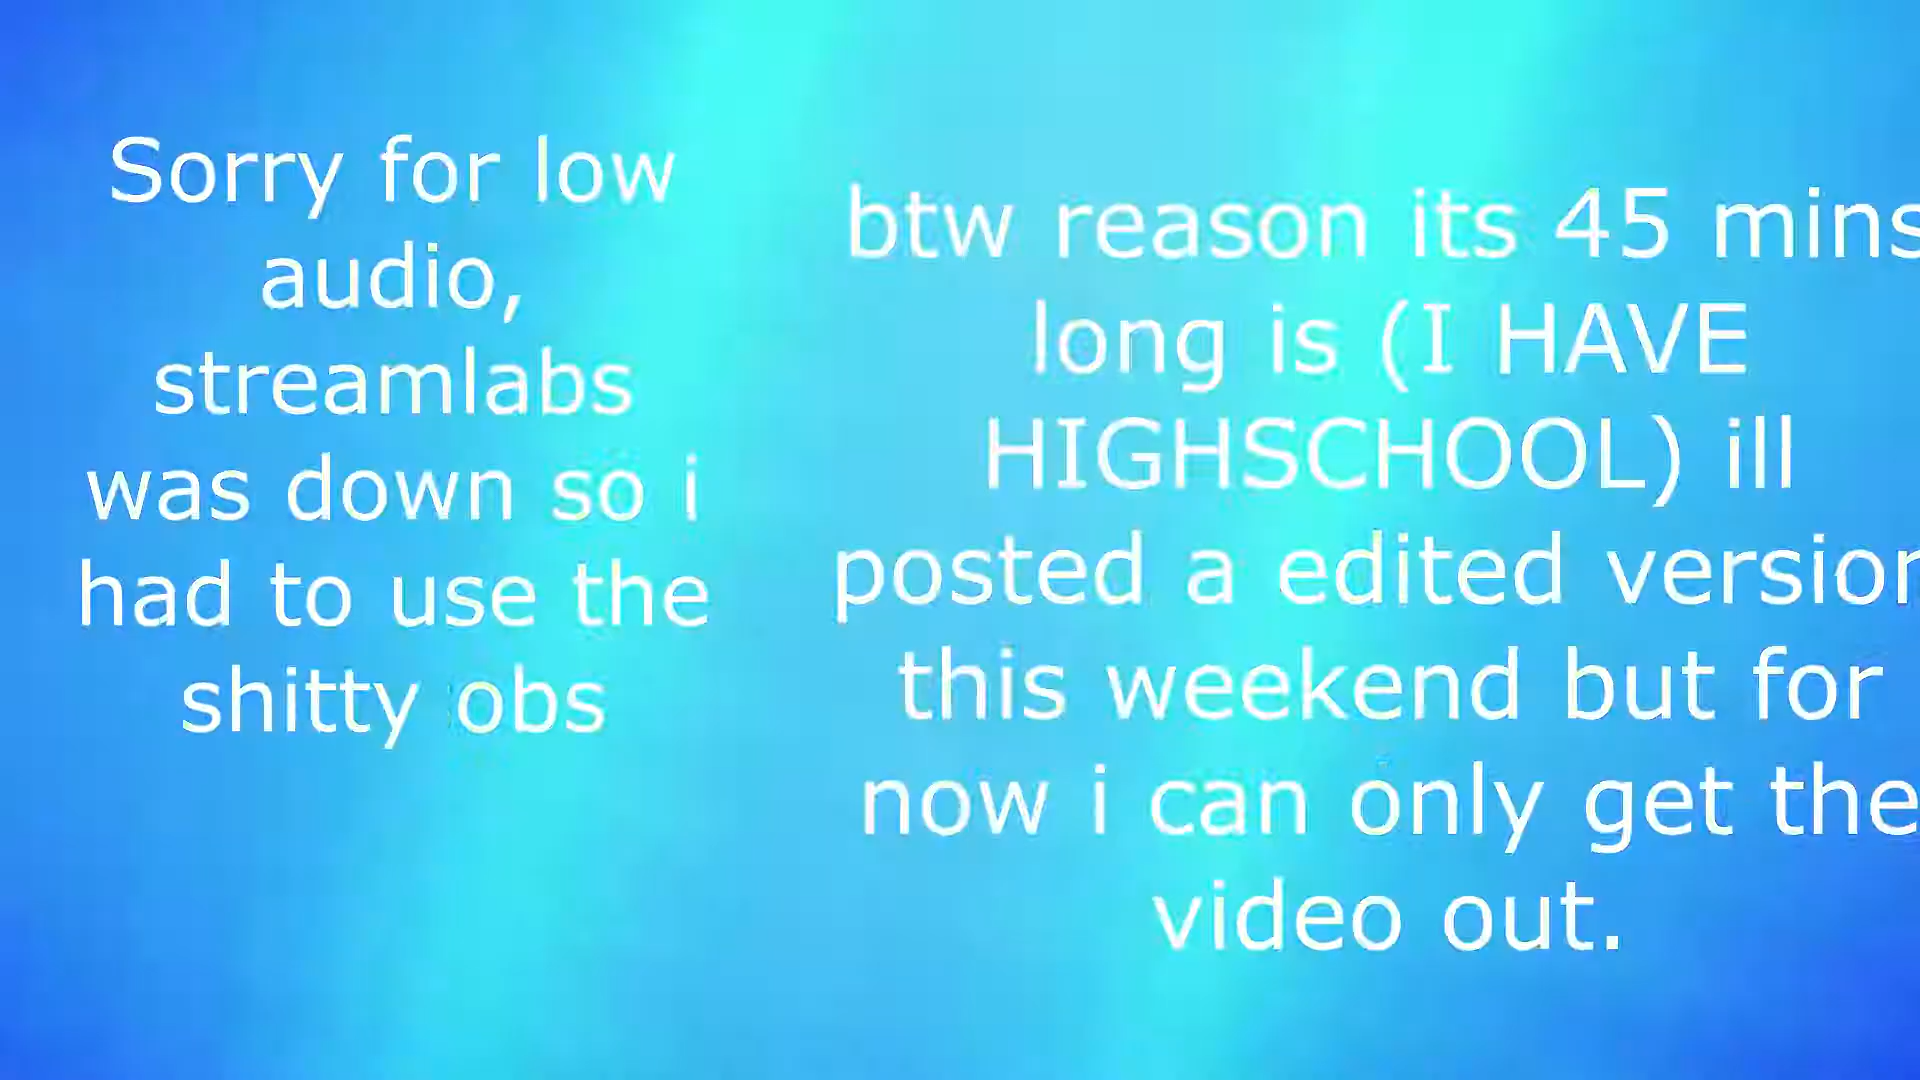 Sorry for low
audio,
streamlabs
was down so i
had to use the
shitty obs
btw reason its 45 mins
long is (I HAVE
HIGHSCHOOL) ill
posted a edited version
this weekend but for
now i can only get the
video out.